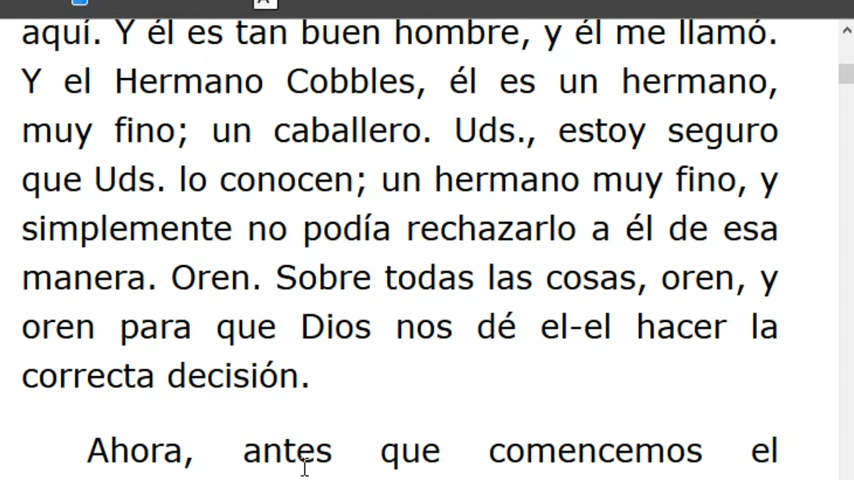 aquí. Y él es tan buen hombre, y él me llamó.
Y el Hermano Cobbles, él es un hermano,
muy fino; un caballero. Uds., estoy seguro
que Uds. lo conocen; un hermano muy fino, y
simplemente no podía rechazarlo a él de esa
manera. Oren. Sobre todas las cosas, oren, y
oren para que Dios nos dé el-el hacer la
correcta decisión.
Ahora, antes que comencemos el